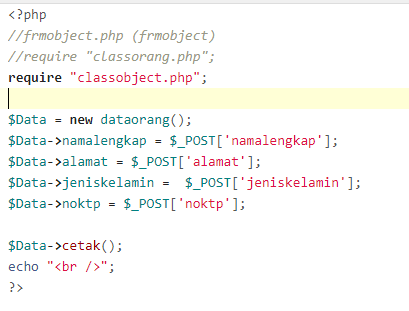 <?php
//frmobject.php (frmobject)
//require "classorang.php";
require "classobject.php";
$Data = new dataorang();
$Data->namalengkap = $_POST['namalengkap'];
$Data->alamat = $_POST['alamat'];
$Data->jeniskelamin =  $_POST['jeniskelamin'];
$Data->noktp = $_POST['noktp'];
$Data->cetak();
echo "<br />";
?>